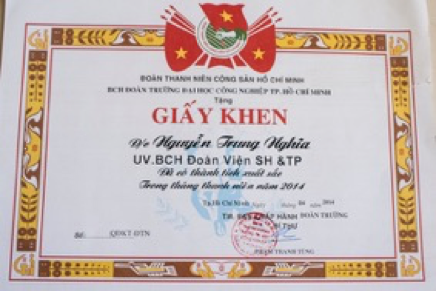 ĐOÀN THANH NIÊN CỘNG SẢN HỒ CHÍ MINH
BCH ĐOÀN TRƯỜNG ĐẠI HỌC CÔNG NGHIỆP TP. HỒ CHÍ MINH
Tặng
GIẤY KHEN
Đ/c Nguyễn Trung Nghĩa
UV.BCH Đoàn Viện SH &TP
Đã có thành tích xuất sắc
Trong tháng thanh niên năm 2014
Tp.Hồ Chí Minh, Ngày tháng 04 năm 2014
TM. BAN CHẤP HÀNH ĐOÀN TRƯỜNG
BÍ THƯ
Số: QĐKT-ĐTN
PHẠM THANH TÙNG